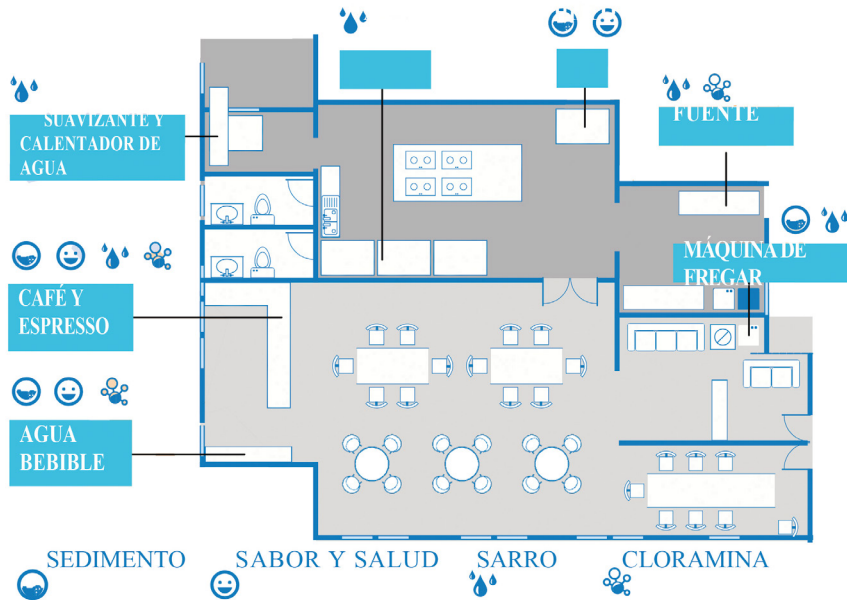 SUAVIZANTE Y
CALENTADOR DE
AGUA
FUENTE
MÁQUINA DE
FREGAR
CAFÉ Y
ESPRESSO
AGUA
BEBIBLE
SEDIMENTO
SABOR Y SALUD
SARRO
CLORAMINA